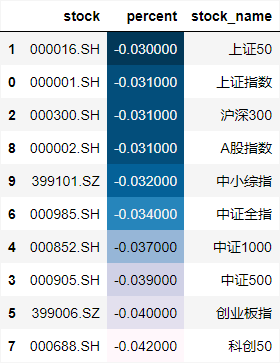 stock percent stock_name
1 000016.SH -0.030000 上证50
0 000001.SH -0.031000 上证指数
2 000300.SH -0.031000 沪深300
8 000002.SH -0.031000 A股指数
9 399101.SZ -0.032000 中小综指
6 000985.SH -0.034000 中证全指
4 000852.SH -0.037000 中证1000
3 000905.SH -0.039000 中证500
5 399006.SZ -0.040000 创业板指
7 000688.SH -0.042000 科创50